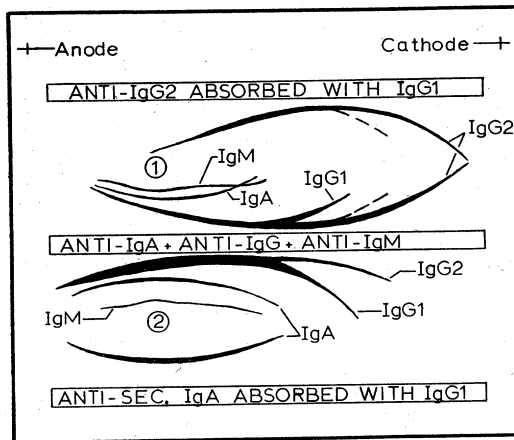 Anode Cathode
ANTI-IgG2 ABSORBED WITH IgG1
IgG2
IgM
1
IgG1
IgA
ANTI-IgA + ANTI-IgG + ANTI-IgM
IgG2
IgM
2
IgG1
IgA
ANTI-SEC. IgA ABSORBED WITH IgG1